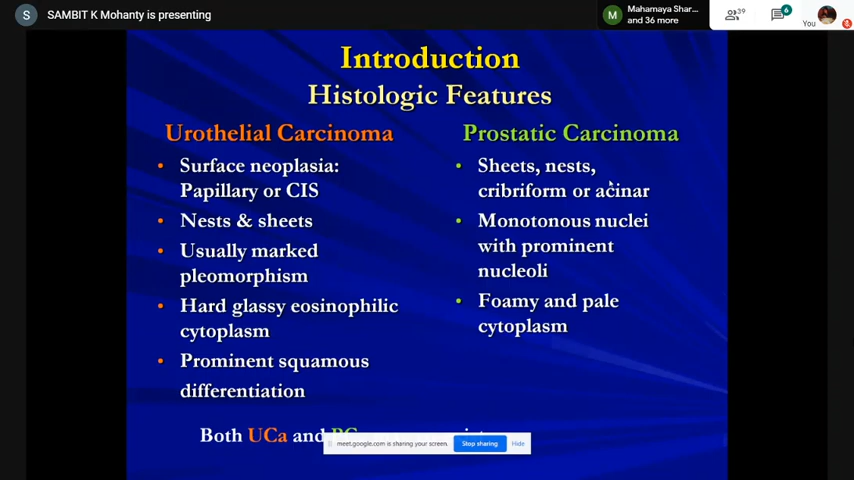 S SAMBIT K Mohanty is presenting
M Mahamaya Shar...
and 36 more
39
6
You
Introduction
Histologic Features
Urothelial Carcinoma
• Surface neoplasia:
Papillary or CIS
• Nests & sheets
• Usually marked
pleomorphism
• Hard glassy eosinophilic
cytoplasm
• Prominent squamous
differentiation
Prostatic Carcinoma
• Sheets, nests,
cribriform or acinar
• Monotonous nuclei
with prominent
nucleoli
• Foamy and pale
cytoplasm
Both UCa and
meet.google.com is sharing your screen. Stop sharing Hide